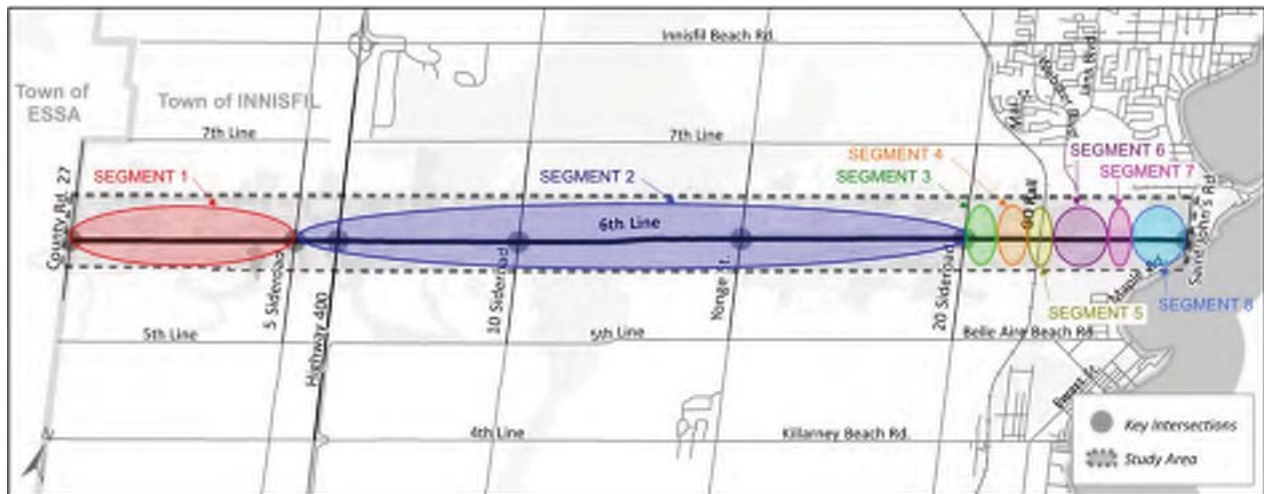 Innisfil Beach Rd.
Town of
ESSA
Town of INNISFIL
7th Line
7th Line
SEGMENT 1
SEGMENT 2
SEGMENT 4
SEGMENT 3
SEGMENT 6
SEGMENT 7
6th Line
GO Rail
County Rd. 27
5 Sideroad
Highway 400
10 Sideroad
Yonge St.
20 Sideroad
Maple Rd.
Saint John's Rd
SEGMENT 5
SEGMENT 8
5th Line
5th Line
Belle Aire Beach Rd.
4th Line
Killarney Beach Rd.
Key Intersections
Study Area